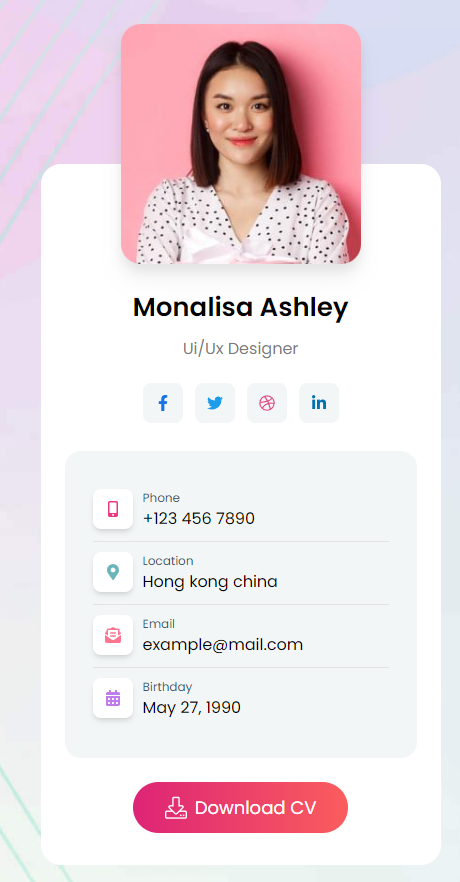 Monalisa Ashley
Ui/Ux Designer
Phone
+123 456 7890
Location
Hong kong china
Email
example@mail.com
Birthday
May 27, 1990
Download CV